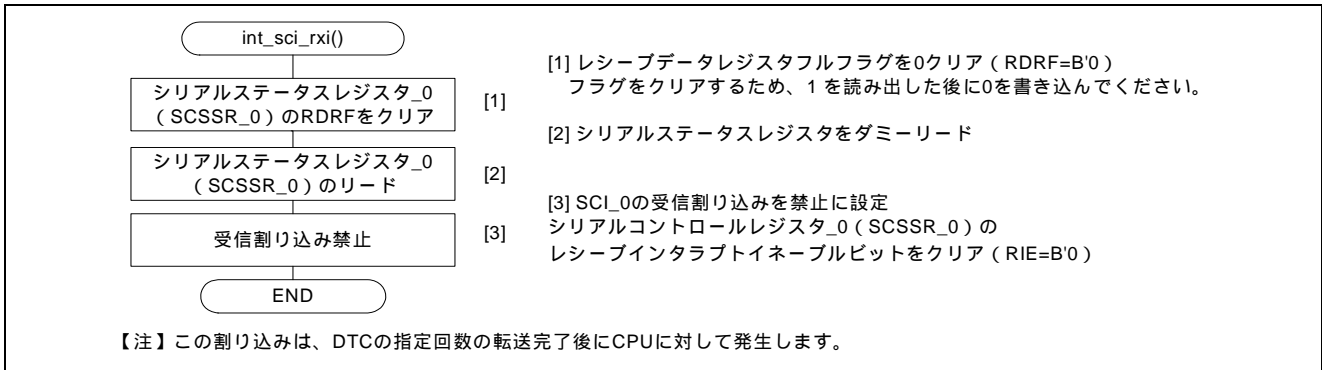 int_sci_rxi()
シリアルステータスレジスタ_0
(SCSSR_0)のRDRFをクリア
[1]
シリアルステータスレジスタ_0
(SCSSR_0)のリード
[2]
受信割り込み禁止
[3]
END
[1] レシーブデータレジスタフルフラグを0クリア(RDRF=B'0)
フラグをクリアするため、1 を読み出した後に0を書き込んでください。
[2] シリアルステータスレジスタをダミーリード
[3] SCI_0の受信割り込みを禁止に設定
シリアルコントロールレジスタ_0(SCSSR_0)の
レシーブインタラプトイネーブルビットをクリア(RIE=B'0)
【注】この割り込みは、DTCの指定回数の転送完了後にCPUに対して発生します。